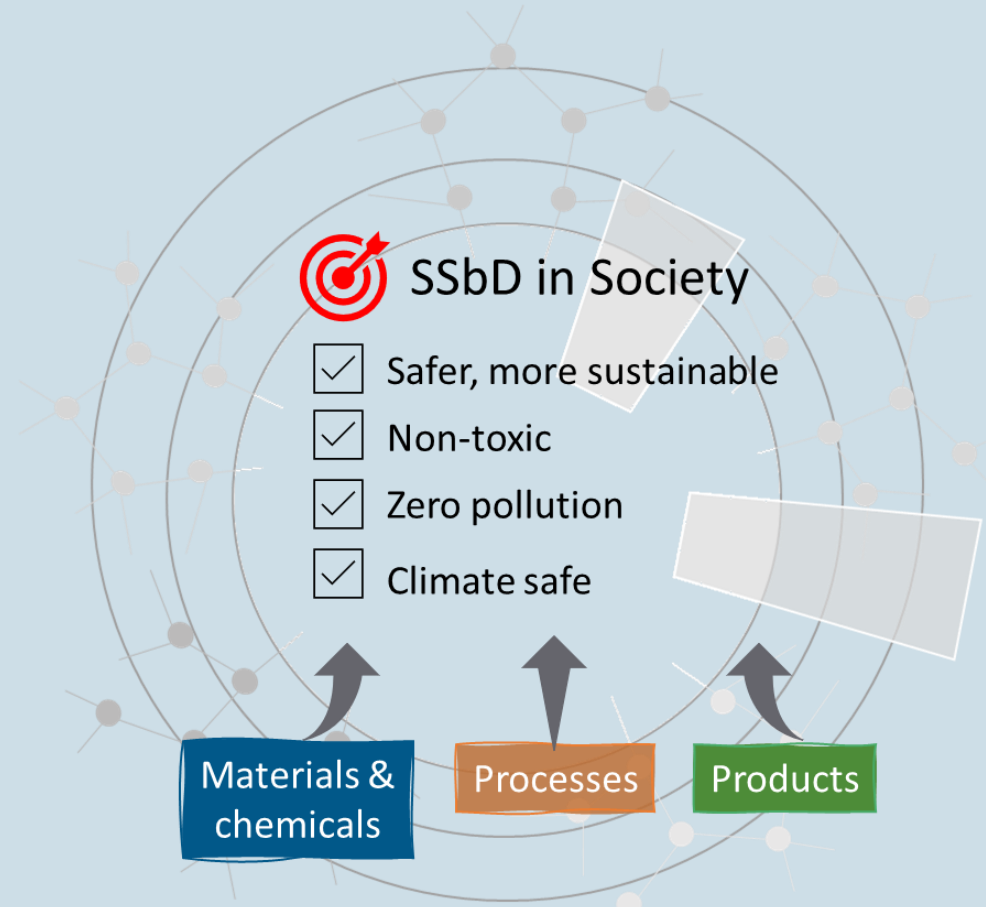 SSbD in Society
Safer, more sustainable
Non-toxic
Zero pollution
Climate safe
Materials &
chemicals
Processes
Products